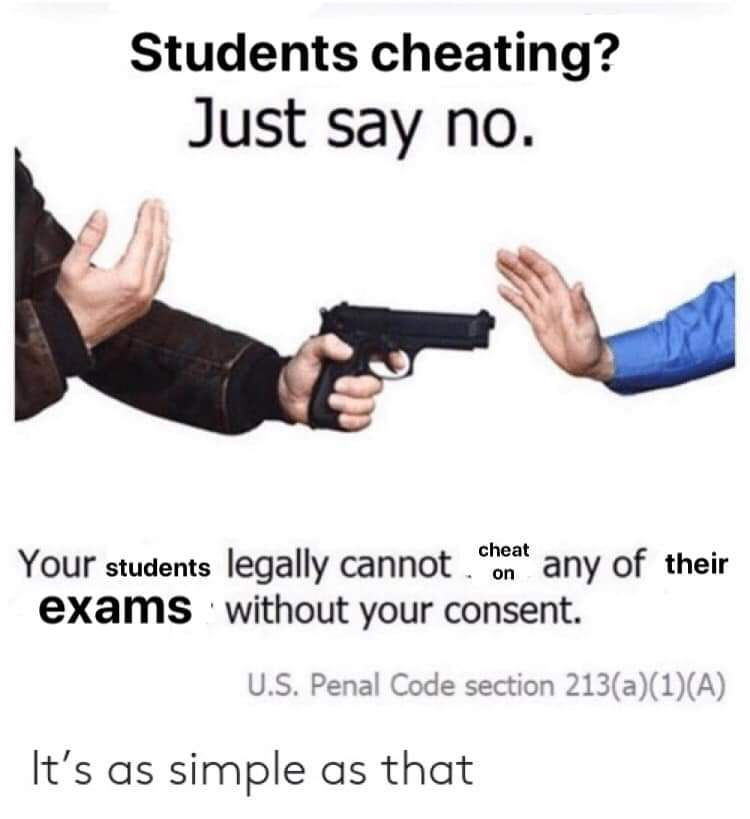 Students cheating?
Just say no.
Your students legally cannot cheat on any of their
exams without your consent.
U.S. Penal Code section 213(a)(1)(A)
It's as simple as that